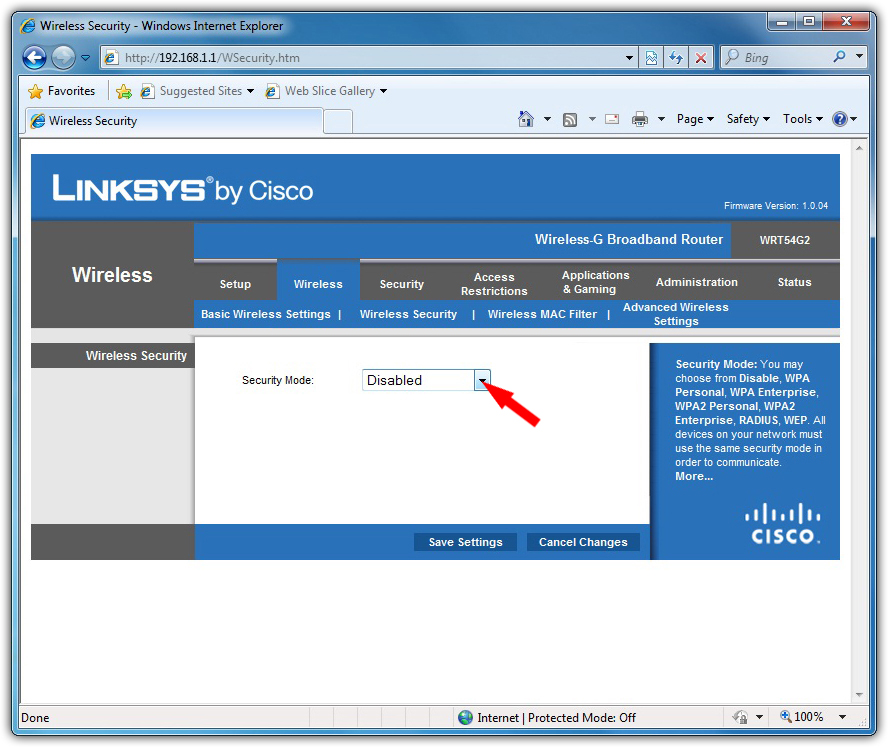 Wireless Security - Windows Internet Explorer
http://192.168.1.1/WSecurity.htm
Bing
Favorites
Suggested Sites
Web Slice Gallery
Wireless Security
Page
Safety
Tools
LINKSYS® by Cisco
Firmware Version: 1.0.04
Wireless-G Broadband Router
WRT54G2
Wireless
Setup
Wireless
Security
Access
Restrictions
Applications
& Gaming
Administration
Status
Basic Wireless Settings |
Wireless Security |
Wireless MAC Filter |
Advanced Wireless
Settings
Wireless Security
Security Mode:
Disabled
Security Mode: You may
choose from Disable, WPA
Personal, WPA Enterprise,
WPA2 Personal, WPA2
Enterprise, RADIUS, WEP. All
devices on your network must
use the same security mode in
order to communicate.
More...
Save Settings
Cancel Changes
CISCO.
Done
Internet | Protected Mode: Off
100%